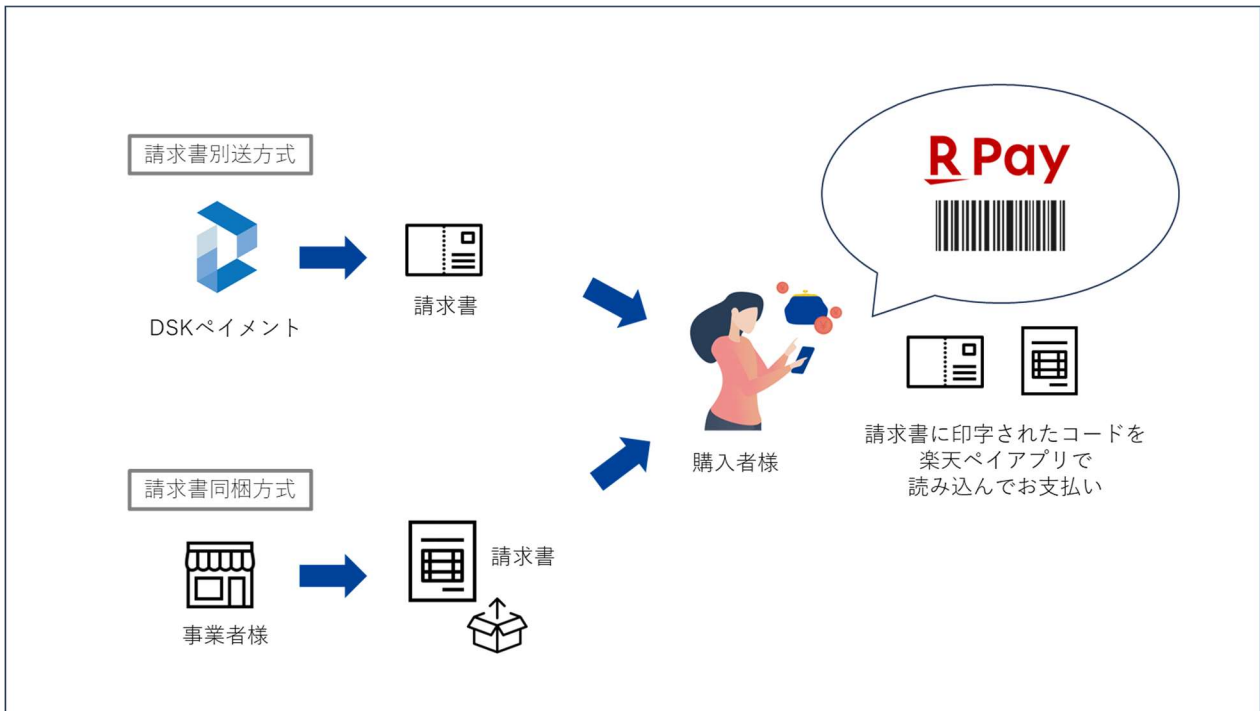 請求書別送方式
DSKペイメント
請求書
請求書同梱方式
事業者様
請求書
購入者様
R Pay
請求書に印字されたコードを
楽天ペイアプリで
読み込んでお支払い